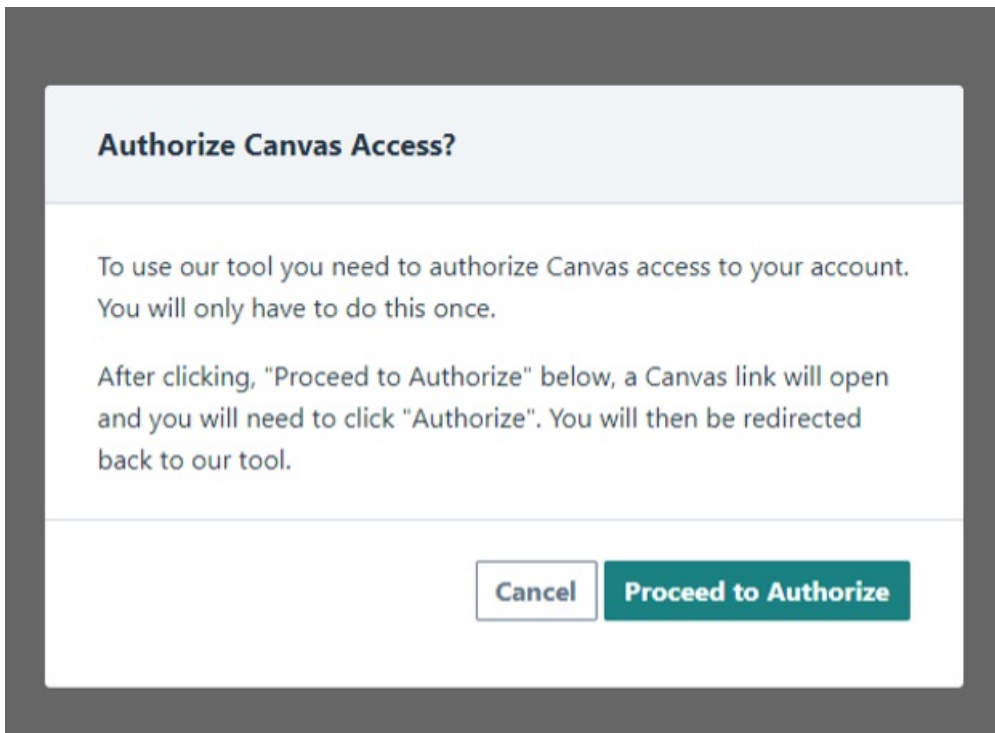 Authorize Canvas Access?
To use our tool you need to authorize Canvas access to your account.
You will only have to do this once.
After clicking, "Proceed to Authorize" below, a Canvas link will open
and you will need to click "Authorize". You will then be redirected
back to our tool.
Cancel
Proceed to Authorize